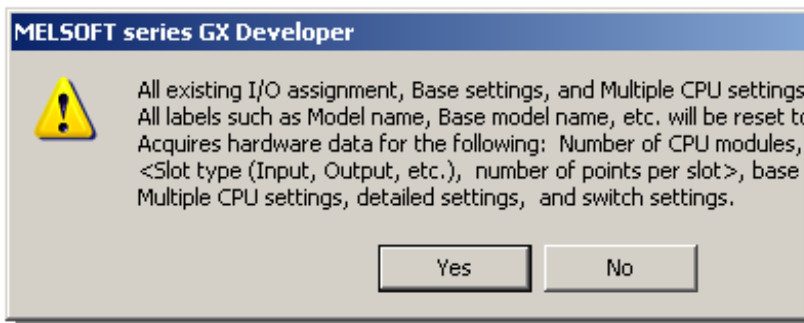 MELSOFT series GX Developer
All existing I/O assignment, Base settings, and Multiple CPU settings
All labels such as Model name, Base model name, etc. will be reset to
Acquires hardware data for the following: Number of CPU modules,
<Slot type (Input, Output, etc.), number of points per slot>, base
Multiple CPU settings, detailed settings, and switch settings.
Yes No